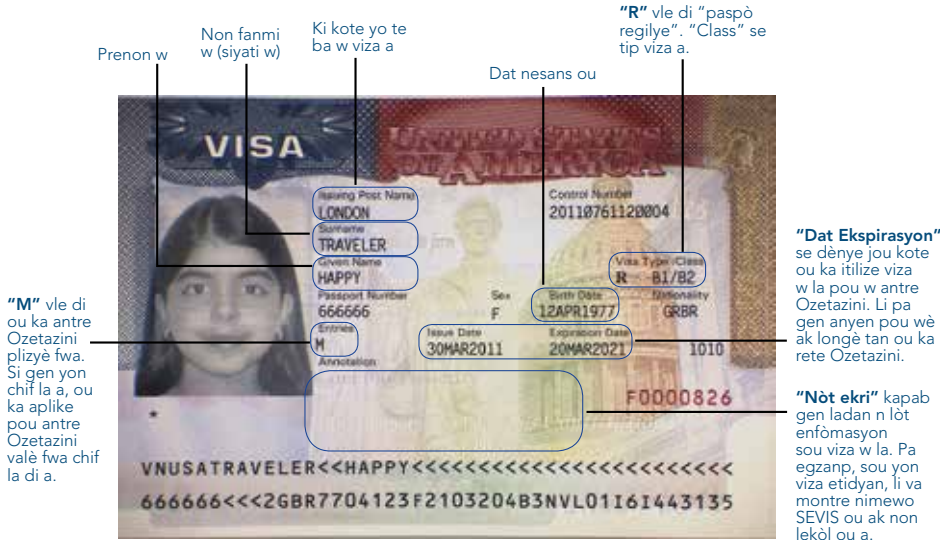 Prenon w
Non fanmi
w (siyati w)
Ki kote yo te
ba w viza a
Dat nesans ou
"R" vle di "paspò
regilye". "Class" se
tip viza a.
"M" vle di
ou ka antre
Ozetazini
plizyè fwa.
Si gen yon
chif la a, ou
ka aplike
pou antre
Ozetazini
valè fwa chif
la di a.
VISA
UNITED STATES
OF AMERICA
Issuing Post Name
LONDON
Control Number
20110761120004
Surname
TRAVELER
Given Name
HAPPY
Visa Type /Class
R B1/B2
Passport Number
666666
Sex
F
Birth Date
12APR1977
Nationality
GRBR
Entries
M
Issue Date
30MAR2011
Expiration Date
20MAR2021
1010
Annotation
F0000826
*
VNUSATRAVELER<<HAPPY<<<<<<<<<<<<<<<<<<<<<<<<
666666<<<2GBR7704123F2103204B3NVL01I6I443135
"Dat Ekspirasyon"
se dènye jou kote
ou ka itilize viza
w la pou w antre
Ozetazini. Li pa
gen anyen pou wè
ak longè tan ou ka
rete Ozetazini.
"Nòt ekri" kapab
gen ladan n lòt
enfòmasyon
sou viza w la. Pa
egzanp, sou yon
viza etidyan, li va
montre nimewo
SEVIS ou ak non
lekòl ou a.